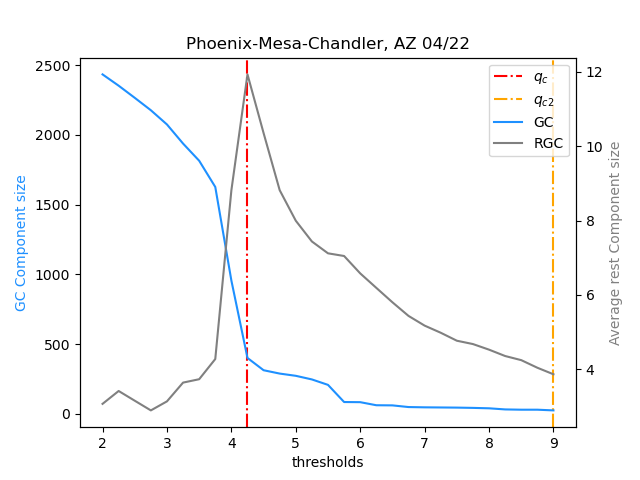 Phoenix-Mesa-Chandler, AZ 04/22
2500
2000
1500
1000
500
0
GC Component size
12
10
8
6
4
Average rest Component size
q_c
q_c2
GC
RGC
2 3 4 5 6 7 8 9
thresholds